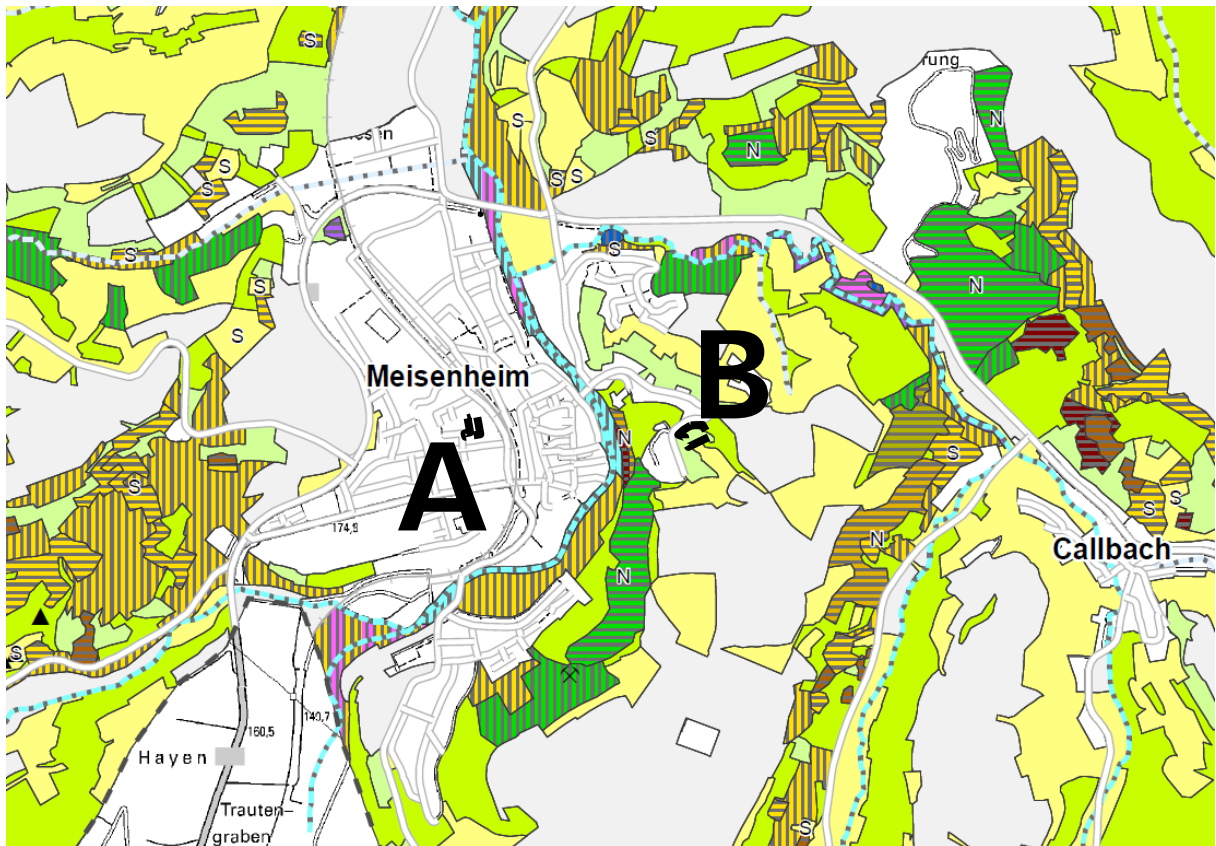 S
rung
S
N
S
N
S
S
S
S
S
S
S
N
S
Meisenheim
B
N
A
S
S
S
174,9
N
Callbach
S
N
S
140,7
160,5
Hayen
Trauten-
graben
S